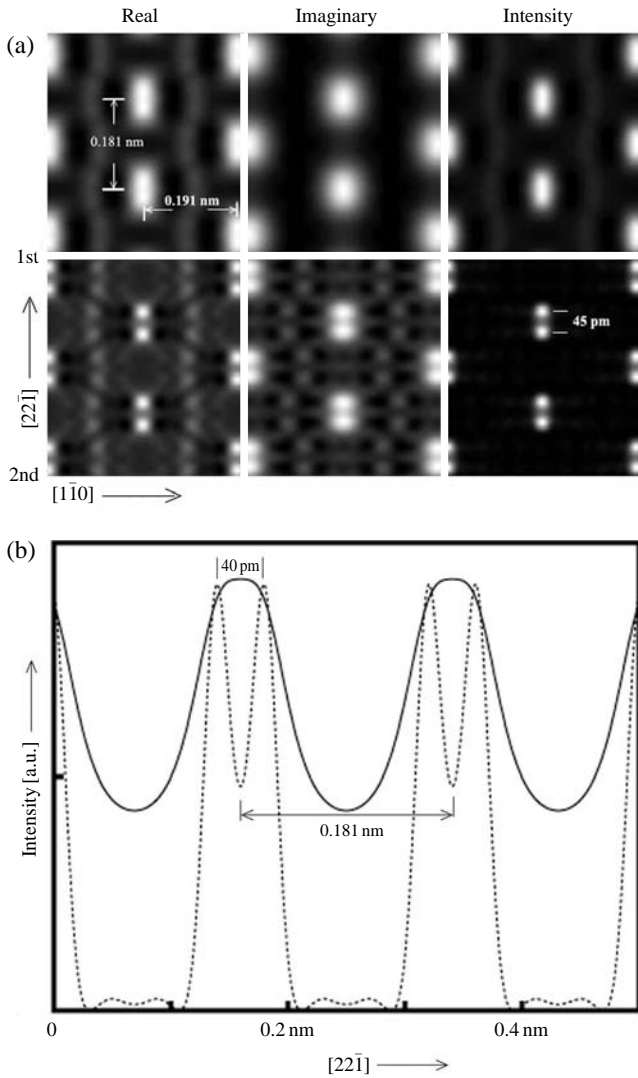 Real Imaginary Intensity
(a)
0.181 nm
0.191 nm
1st
45 pm
[221̄]
2nd
[11̄0]
(b)
40 pm
Intensity [a.u.]
0.181 nm
0 0.2 nm 0.4 nm
[221̄]